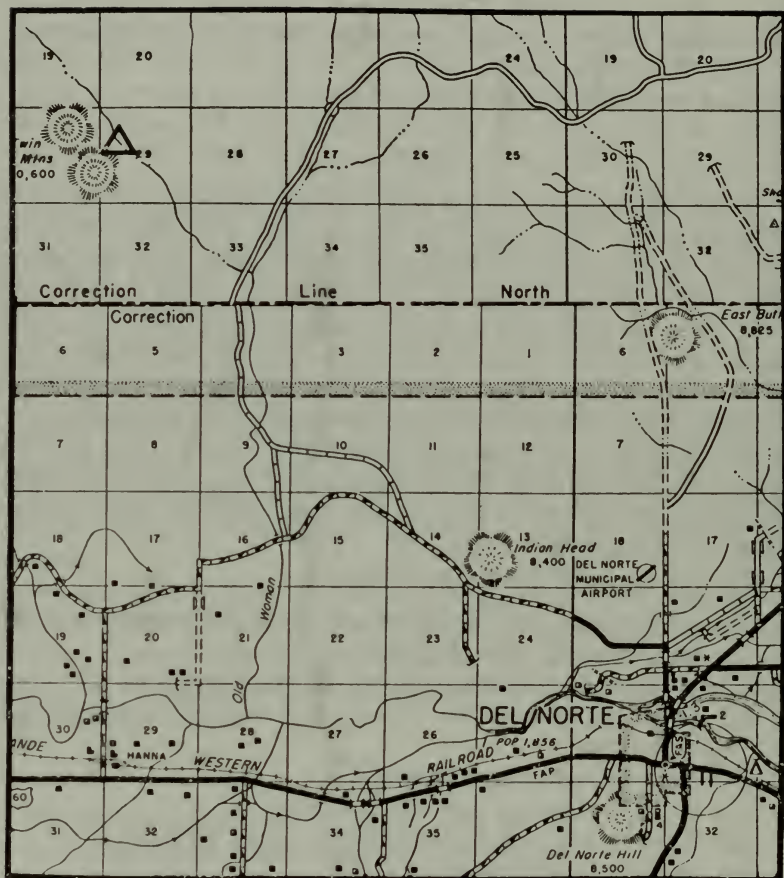 19 20 24 19 20
Twin
Mtns
0,600
29 28 27 26 25 30 29
31 32 33 34 35 32
Correction Line North
Correction
East Butt
8,825
6 5 3 2 1 6
7 8 9 10 11 12 7
18 17 16 15 14 13 18 17
Indian Head
8,400
DEL NORTE
MUNICIPAL
AIRPORT
19 20 21 22 23 24
Old Woman
DEL NORTE
POP 1,856
30 29 28 27 26
HANNA
ANDE WESTERN RAILROAD
FAP
FAS
2
60
31 32 34 35 32
Del Norte Hill
8,500